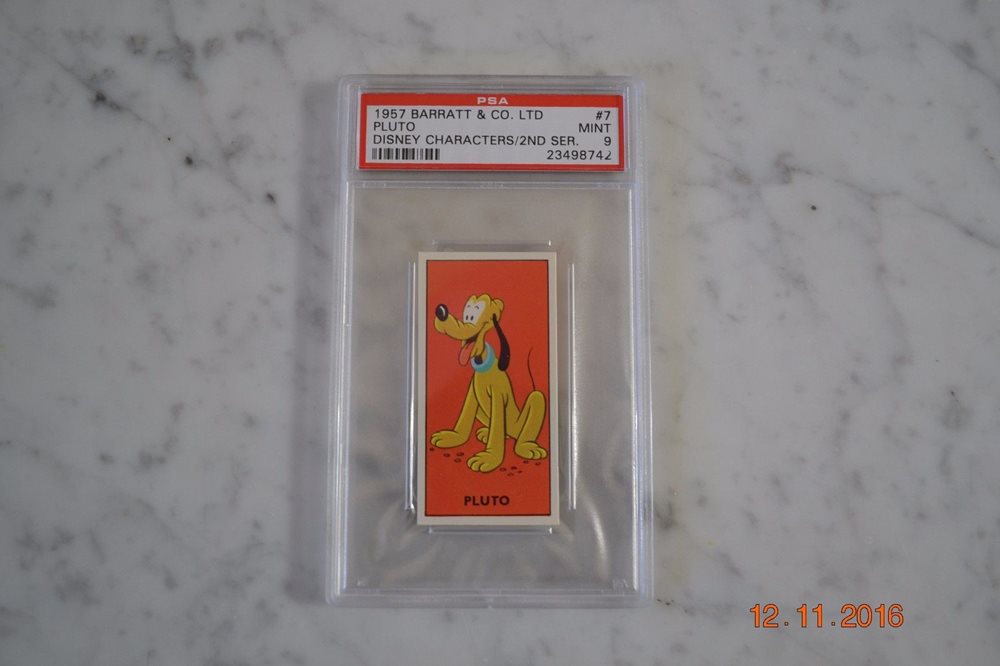 PSA
1957 BARRATT & CO. LTD #7
PLUTO MINT
DISNEY CHARACTERS/2ND SER. 9
23498742
PLUTO
12.11.2016